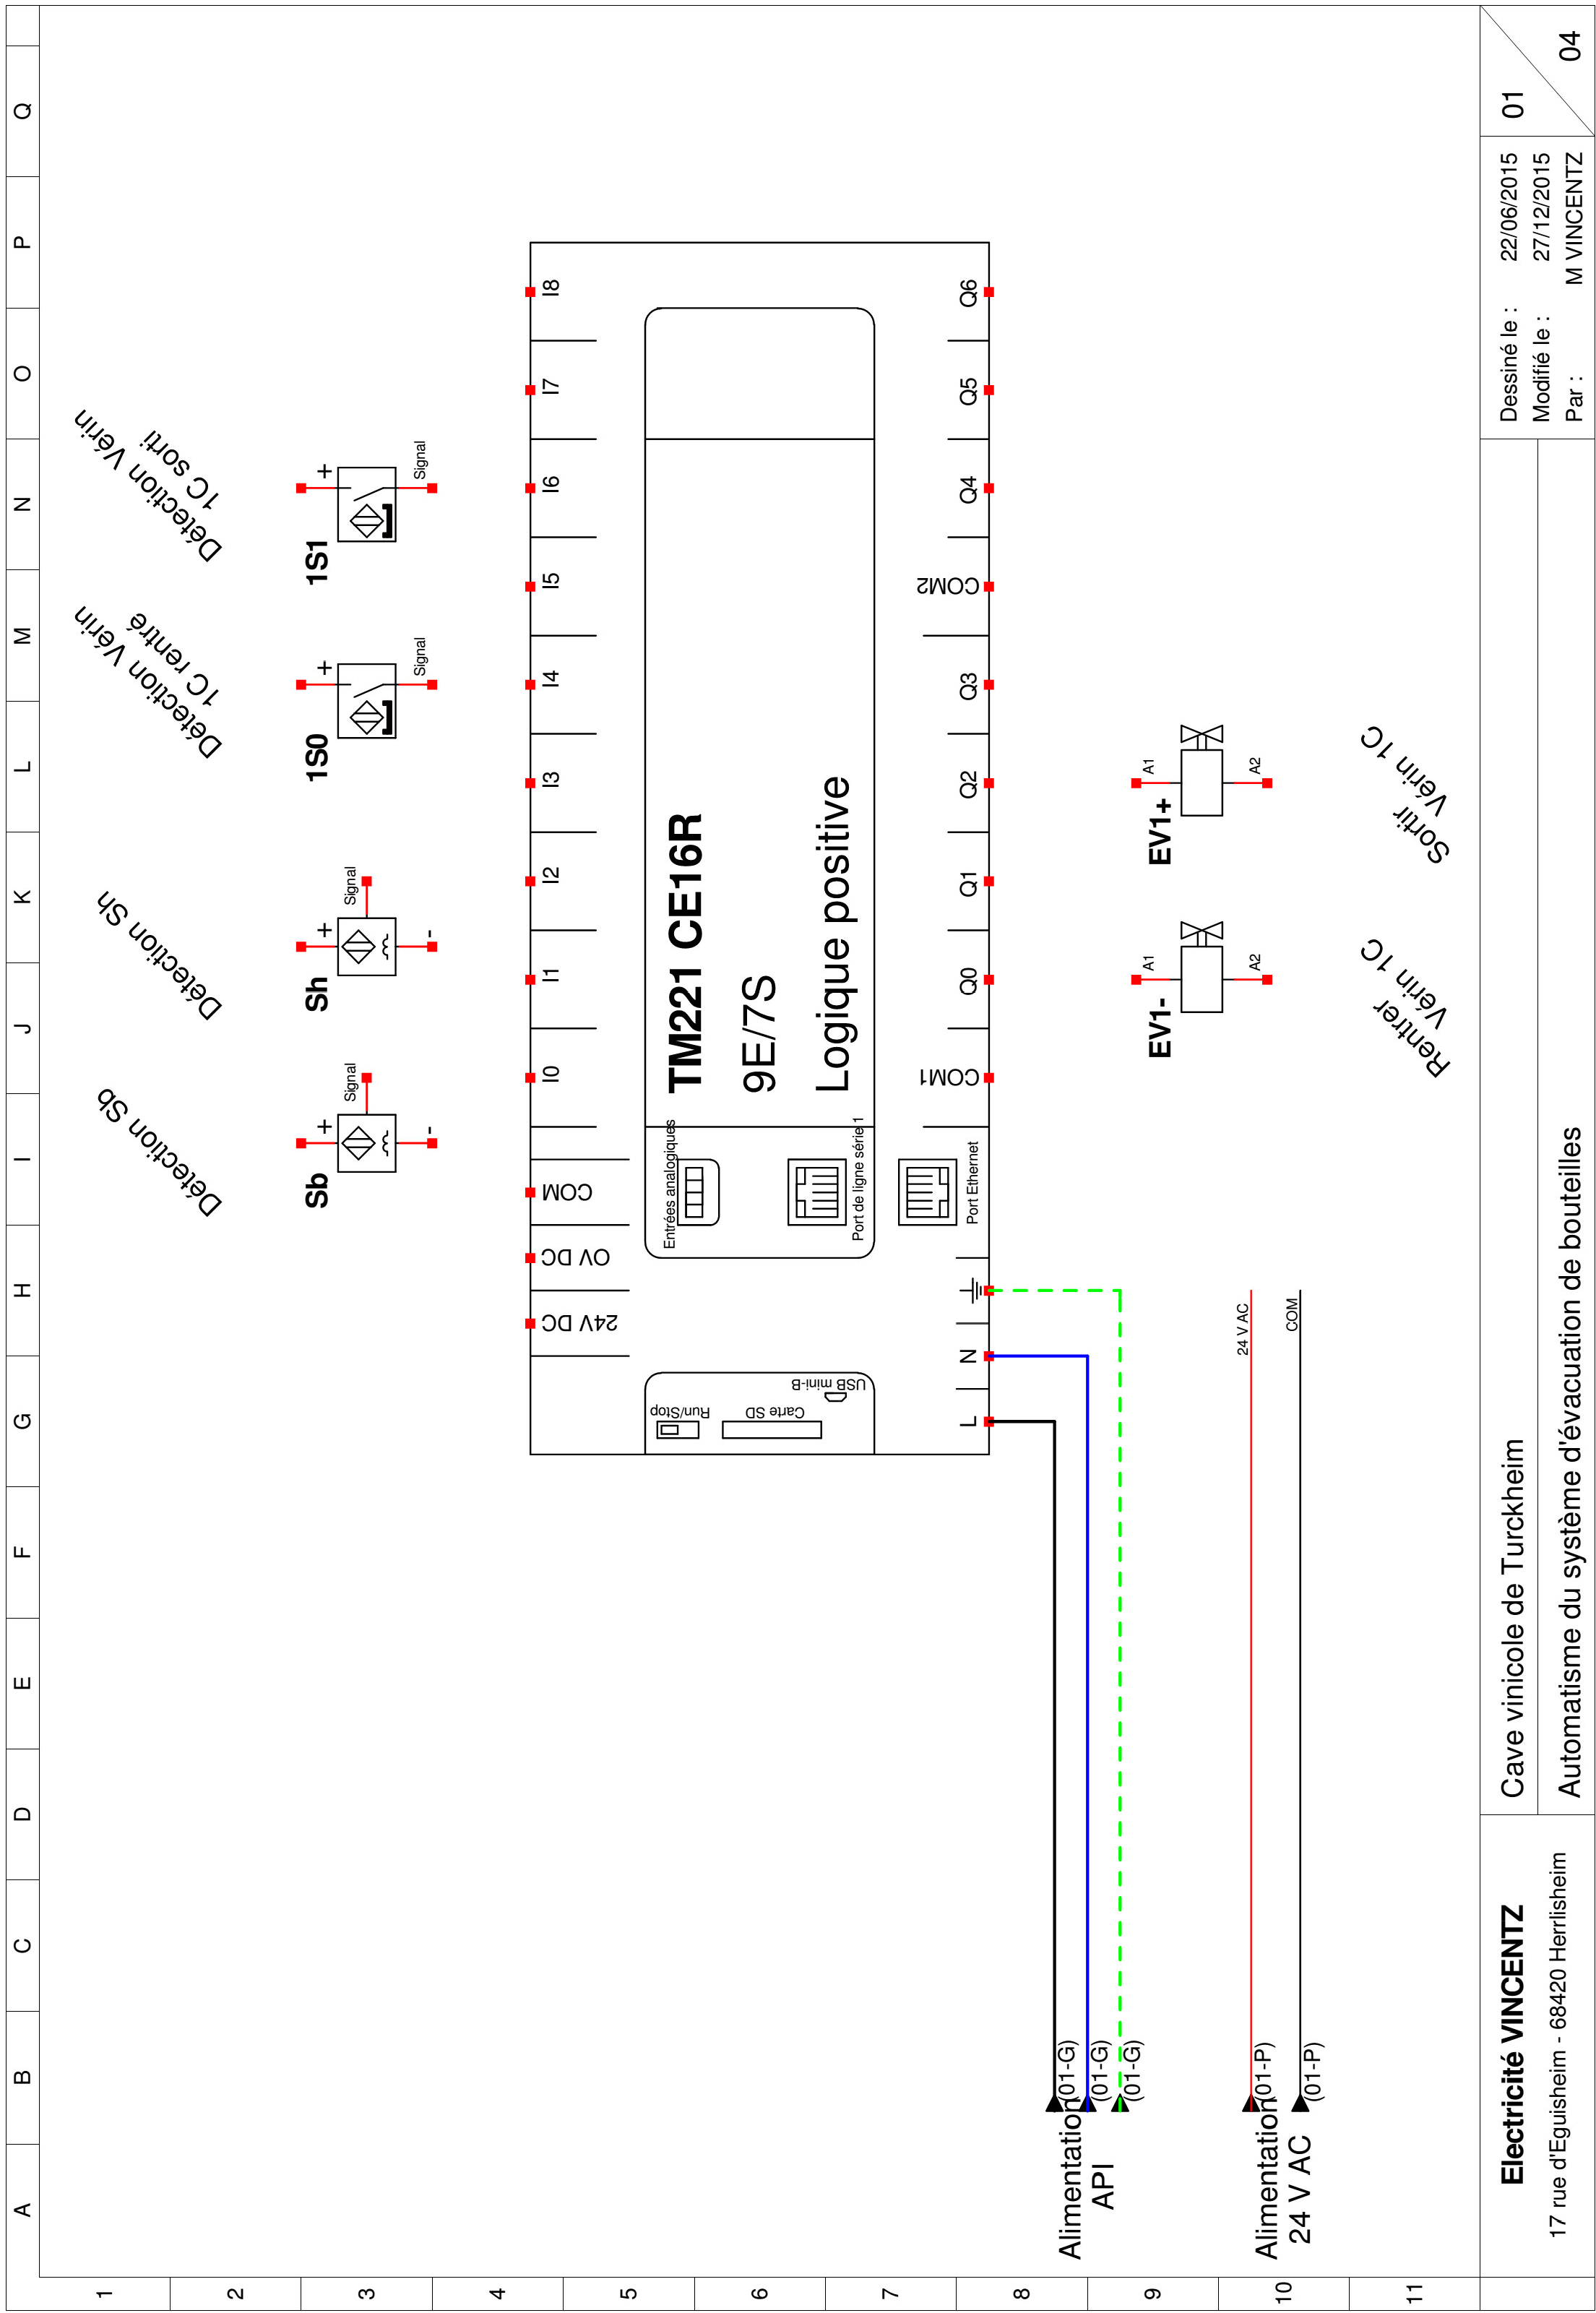 A B C D E F G H I J K L M N O P Q
1
2
3
4
5
6
7
8
9
10
11
Détection Sb
Détection Sh
Détection Vérin
1C rentré
Détection Vérin
1C sorti
Sb
+
Signal
-
Sh
+
Signal
-
1S0
+
Signal
1S1
+
Signal
24V DC
OV DC
COM
I0 I1 I2 I3 I4 I5 I6 I7 I8
Run/Stop
Carte SD
USB mini-B
Entrées analogiques
Port de ligne série 1
Port Ethernet
TM221 CE16R
9E/7S
Logique positive
L N
COM1 Q0 Q1 Q2 Q3 COM2 Q4 Q5 Q6
Alimentation
API
(01-G)
(01-G)
(01-G)
EV1-
A1
A2
EV1+
A1
A2
Alimentation
24 V AC
(01-P)
(01-P)
24 V AC
COM
Rentrer
Vérin 1C
Sortir
Vérin 1C
Electricité VINCENTZ
17 rue d'Eguisheim - 68420 Herrlisheim
Cave vinicole de Turckheim
Automatisme du système d'évacuation de bouteilles
Dessiné le : 22/06/2015
Modifié le : 27/12/2015
Par : M VINCENTZ
01
04